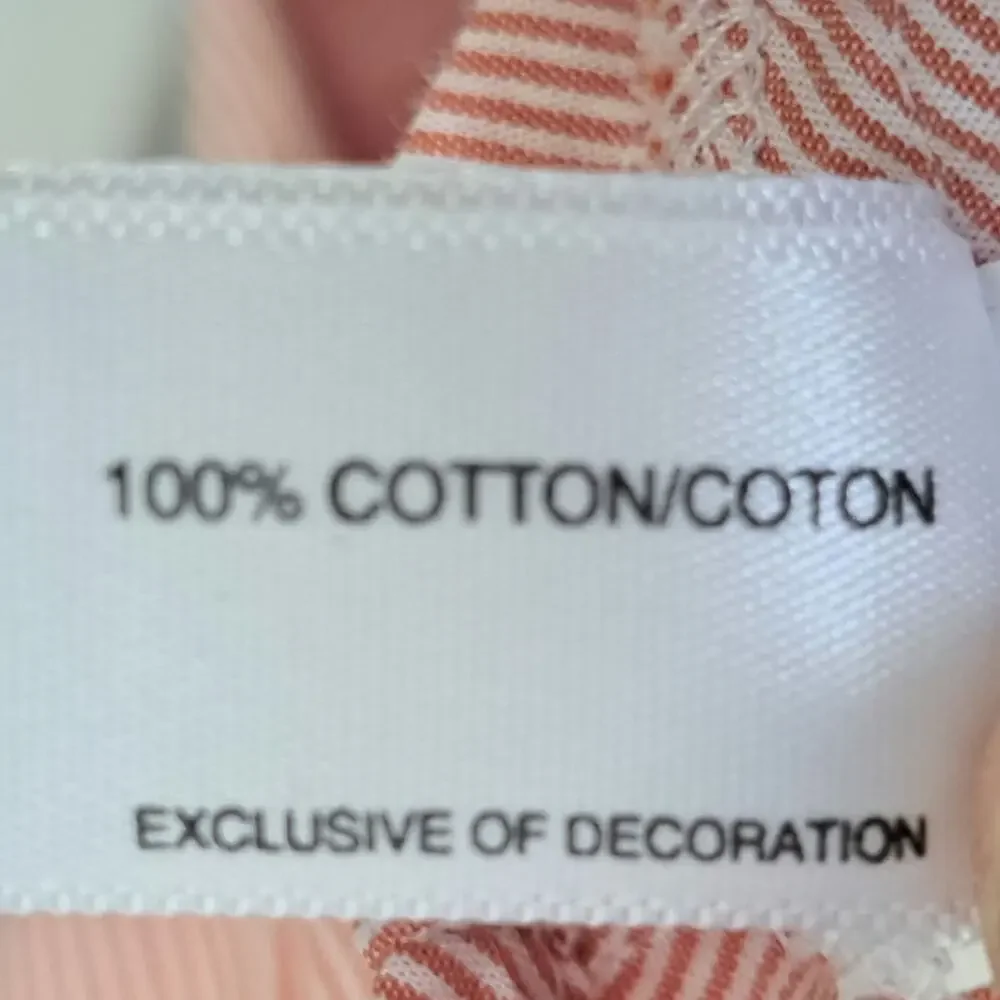 100% COTTON/COTON
EXCLUSIVE OF DECORATION